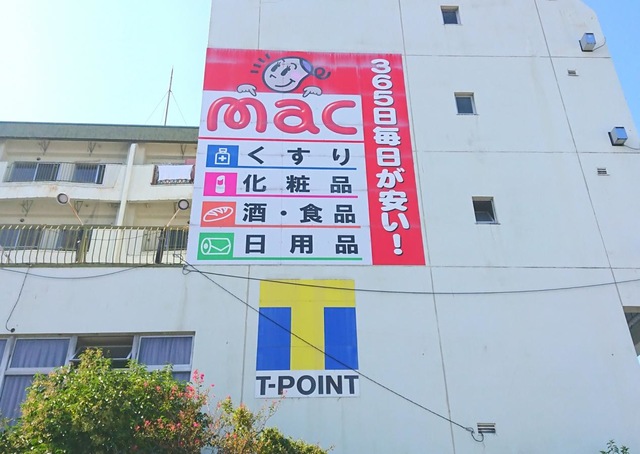 mac
くすり
化粧品
酒・食品
日用品
365日毎日が安い!
T
T-POINT